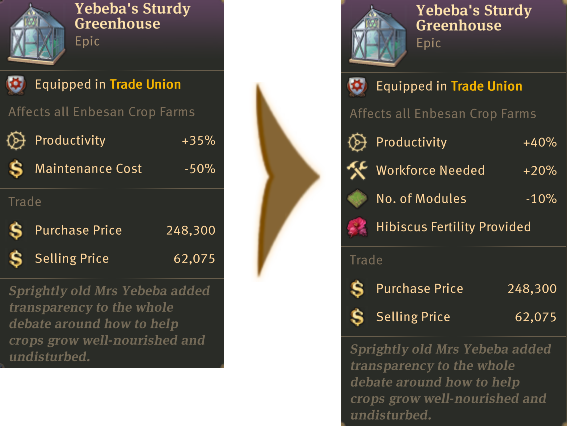 Yebeba's Sturdy
Greenhouse
Epic
Equipped in Trade Union
Affects all Enbesan Crop Farms
Productivity +35%
Maintenance Cost -50%
Trade
Purchase Price 248,300
Selling Price 62,075
Sprightly old Mrs Yebeba added
transparency to the whole
debate around how to help
crops grow well-nourished and
undisturbed.
Yebeba's Sturdy
Greenhouse
Epic
Equipped in Trade Union
Affects all Enbesan Crop Farms
Productivity +40%
Workforce Needed +20%
No. of Modules -10%
Hibiscus Fertility Provided
Trade
Purchase Price 248,300
Selling Price 62,075
Sprightly old Mrs Yebeba added
transparency to the whole
debate around how to help
crops grow well-nourished and
undisturbed.